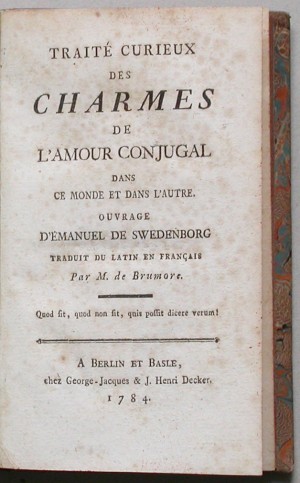 TRAITÉ CURIEUX
DES
CHARMES
DE
L'AMOUR CONJUGAL
DANS
CE MONDE ET DANS L'AUTRE.
OUVRAGE
D'ÉMANUEL DE SWEDENBORG
TRADUIT DU LATIN EN FRANÇAIS
Par M. de Brumore.
Quod fit, quod non fit, quis possit dicere verum!
A BERLIN ET BASLE,
chez George-Jacques & J. Henri Decker.
1784.